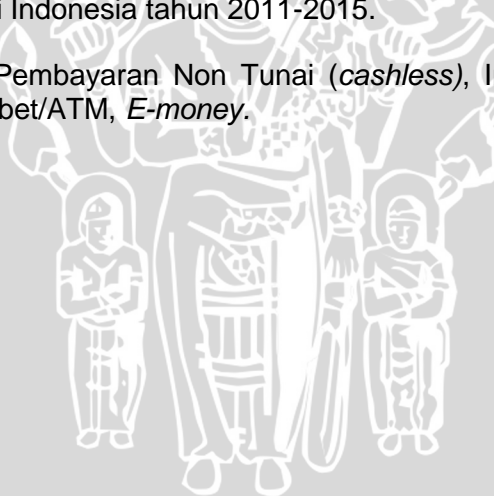 i Indonesia tahun 2011-2015.
Pembayaran Non Tunai (cashless), I
bet/ATM, E-money.